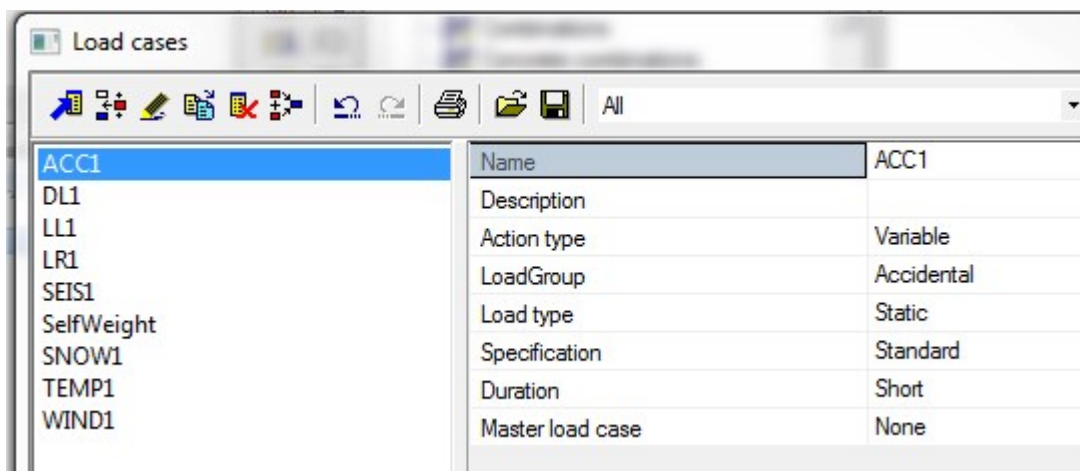 Load cases
All
ACC1
DL1
LL1
LR1
SEIS1
SelfWeight
SNOW1
TEMP1
WIND1
Name ACC1
Description
Action type Variable
LoadGroup Accidental
Load type Static
Specification Standard
Duration Short
Master load case None